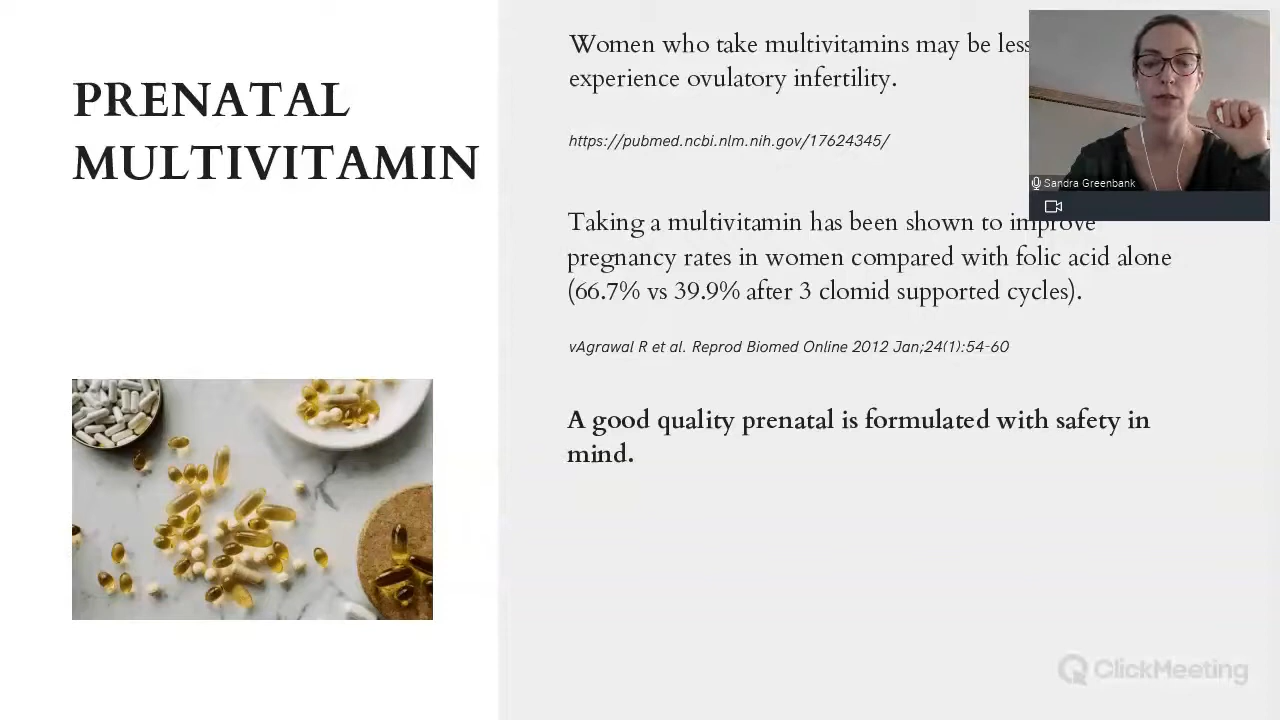 PRENATAL
MULTIVITAMIN
Women who take multivitamins may be less
experience ovulatory infertility.
https://pubmed.ncbi.nlm.nih.gov/17624345/
Taking a multivitamin has been shown to improve
pregnancy rates in women compared with folic acid alone
(66.7% vs 39.9% after 3 clomid supported cycles).
vAgrawal R et al. Reprod Biomed Online 2012 Jan;24(1):54-60
A good quality prenatal is formulated with safety in
mind.
Sandra Greenbank
ClickMeeting